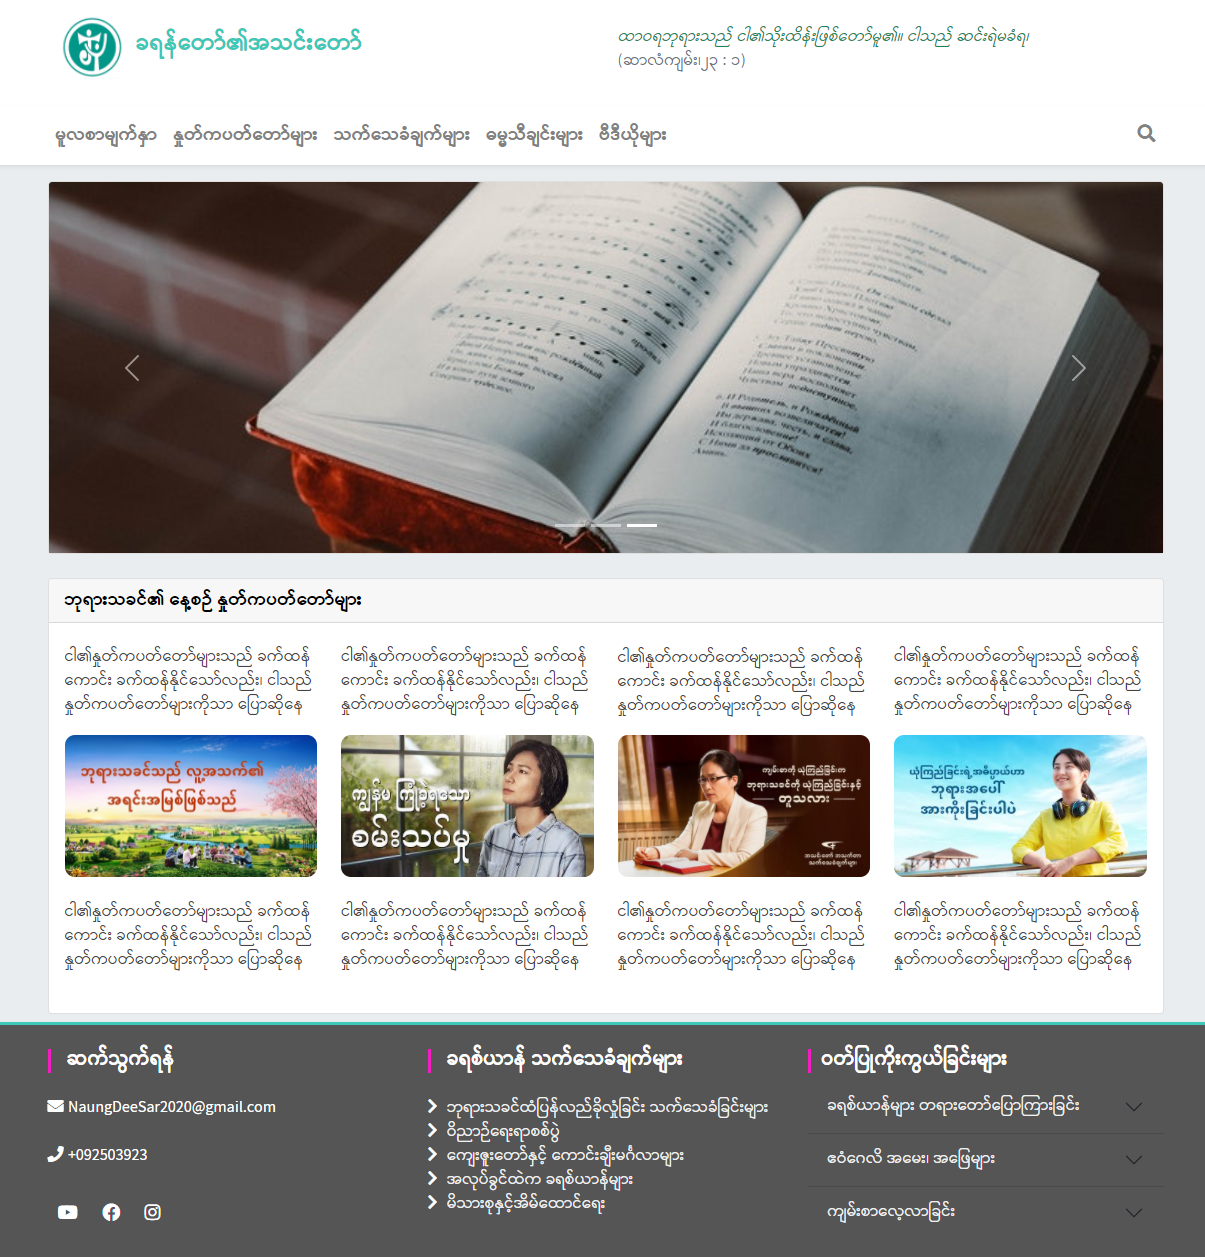 ခရန်တော်၏အသင်းတော်
ထာဝရဘုရားသည် ငါ၏သိုးထိန်းဖြစ်တော်မူ၏။ ငါသည် ဆင်းရဲမခံရ၊
(ဆာလံကျမ်း၊၂၃ : ၁)
မူလစာမျက်နှာ နှုတ်ကပတ်တော်များ သက်သေခံချက်များ ဓမ္မသီချင်းများ ဗီဒီယိုများ
ဘုရားသခင်၏ နေ့စဉ် နှုတ်ကပတ်တော်များ
ငါ၏နှုတ်ကပတ်တော်များသည် ခက်ထန်
ကောင်း ခက်ထန်နိုင်သော်လည်း၊ ငါသည်
နှုတ်ကပတ်တော်များကိုသာ ပြောဆိုနေ
ငါ၏နှုတ်ကပတ်တော်များသည် ခက်ထန်
ကောင်း ခက်ထန်နိုင်သော်လည်း၊ ငါသည်
နှုတ်ကပတ်တော်များကိုသာ ပြောဆိုနေ
ငါ၏နှုတ်ကပတ်တော်များသည် ခက်ထန်
ကောင်း ခက်ထန်နိုင်သော်လည်း၊ ငါသည်
နှုတ်ကပတ်တော်များကိုသာ ပြောဆိုနေ
ငါ၏နှုတ်ကပတ်တော်များသည် ခက်ထန်
ကောင်း ခက်ထန်နိုင်သော်လည်း၊ ငါသည်
နှုတ်ကပတ်တော်များကိုသာ ပြောဆိုနေ
ဘုရားသခင်သည် လူ့အသက်၏
အရင်းအမြစ်ဖြစ်သည်
ကျွန်မ ကြုံခဲ့ရသော
စမ်းသပ်မှု
ကျမ်းစာကို ယုံကြည်ခြင်းက
ဘုရားသခင်ကို ယုံကြည်ခြင်းနှင့်
တူသလား
ယုံကြည်ခြင်းရဲ့အဓိပ္ပာယ်ဟာ
ဘုရားအပေါ်
အားကိုးခြင်းပါပဲ
ငါ၏နှုတ်ကပတ်တော်များသည် ခက်ထန်
ကောင်း ခက်ထန်နိုင်သော်လည်း၊ ငါသည်
နှုတ်ကပတ်တော်များကိုသာ ပြောဆိုနေ
ငါ၏နှုတ်ကပတ်တော်များသည် ခက်ထန်
ကောင်း ခက်ထန်နိုင်သော်လည်း၊ ငါသည်
နှုတ်ကပတ်တော်များကိုသာ ပြောဆိုနေ
ငါ၏နှုတ်ကပတ်တော်များသည် ခက်ထန်
ကောင်း ခက်ထန်နိုင်သော်လည်း၊ ငါသည်
နှုတ်ကပတ်တော်များကိုသာ ပြောဆိုနေ
ငါ၏နှုတ်ကပတ်တော်များသည် ခက်ထန်
ကောင်း ခက်ထန်နိုင်သော်လည်း၊ ငါသည်
နှုတ်ကပတ်တော်များကိုသာ ပြောဆိုနေ
ဆက်သွက်ရန်
NaungDeeSar2020@gmail.com
+092503923
ခရစ်ယာန် သက်သေခံချက်များ
ဘုရားသခင်ထံပြန်လည်ခိုလှုံခြင်း သက်သေခံခြင်းများ
ဝိညာဉ်ရေးရာစစ်ပွဲ
ကျေးဇူးတော်နှင့် ကောင်းချီးမင်္ဂလာများ
အလုပ်ခွင်ထဲက ခရစ်ယာန်များ
မိသားစုနှင့်အိမ်ထောင်ရေး
ဝတ်ပြုကိုးကွယ်ခြင်းများ
ခရစ်ယာန်များ တရားတော်ပြောကြားခြင်း
ဧဝံဂေလိ အမေး၊ အဖြေများ
ကျမ်းစာလေ့လာခြင်း